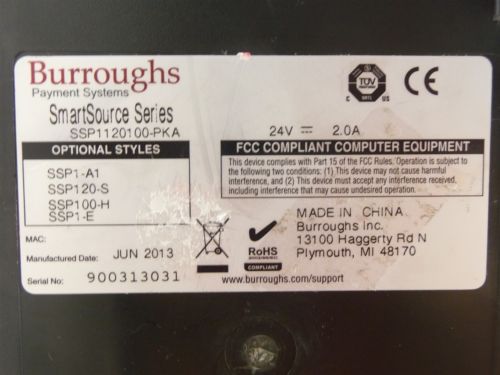 Burroughs
Payment Systems
SmartSource Series
SSP1120100-PKA
OPTIONAL STYLES
SSP1-A1
SSP120-S
SSP100-H
SSP1-E
MAC:
Manufactured Date: JUN 2013
Serial No: 900313031
TÜV
C US
CE
24V ⎓ 2.0A
FCC COMPLIANT COMPUTER EQUIPMENT
This device complies with Part 15 of the FCC Rules. Operation is subject to
the following two conditions: (1) This device may not cause harmful
interference, and (2) This device must accept any interference received,
including interference that may cause undesired operation.
RoHS
COMPLIANT
MADE IN CHINA
Burroughs Inc.
13100 Haggerty Rd N
Plymouth, MI 48170
www.burroughs.com/support